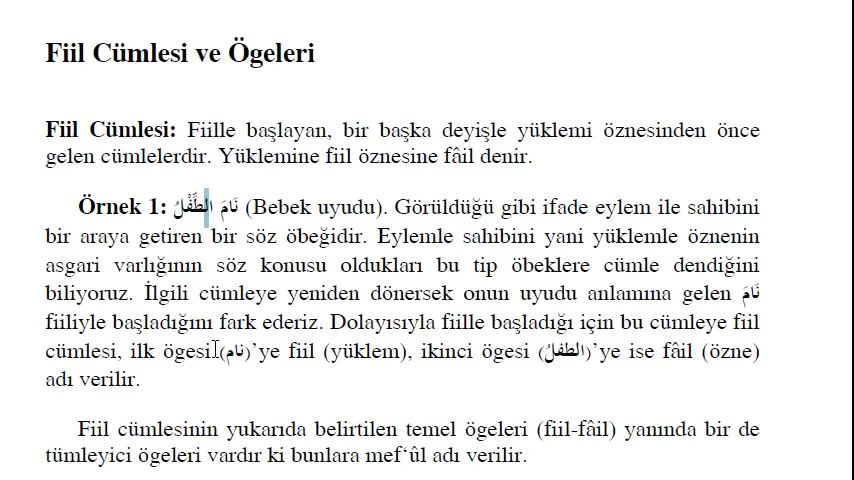 Fiil Cümlesi ve Ögeleri
Fiil Cümlesi: Fiille başlayan, bir başka deyişle yüklemi öznesinden önce
gelen cümlelerdir. Yüklemine fiil öznesine fâil denir.
Örnek 1: نَامَ الطِّفْلُ (Bebek uyudu). Görüldüğü gibi ifade eylem ile sahibini
bir araya getiren bir söz öbeğidir. Eylemle sahibini yani yüklemle öznenin
asgari varlığının söz konusu oldukları bu tip öbeklere cümle dendiğini
biliyoruz. İlgili cümleye yeniden dönersek onun uyudu anlamına gelen نَامَ
fiiliyle başladığını fark ederiz. Dolayısıyla fiille başladığı için bu cümleye fiil
cümlesi, ilk ögesi (نام)’ye fiil (yüklem), ikinci ögesi (الطفلُ)’ye ise fâil (özne)
adı verilir.
Fiil cümlesinin yukarıda belirtilen temel ögeleri (fiil-fâil) yanında bir de
tümleyici ögeleri vardır ki bunlara mef‘ûl adı verilir.